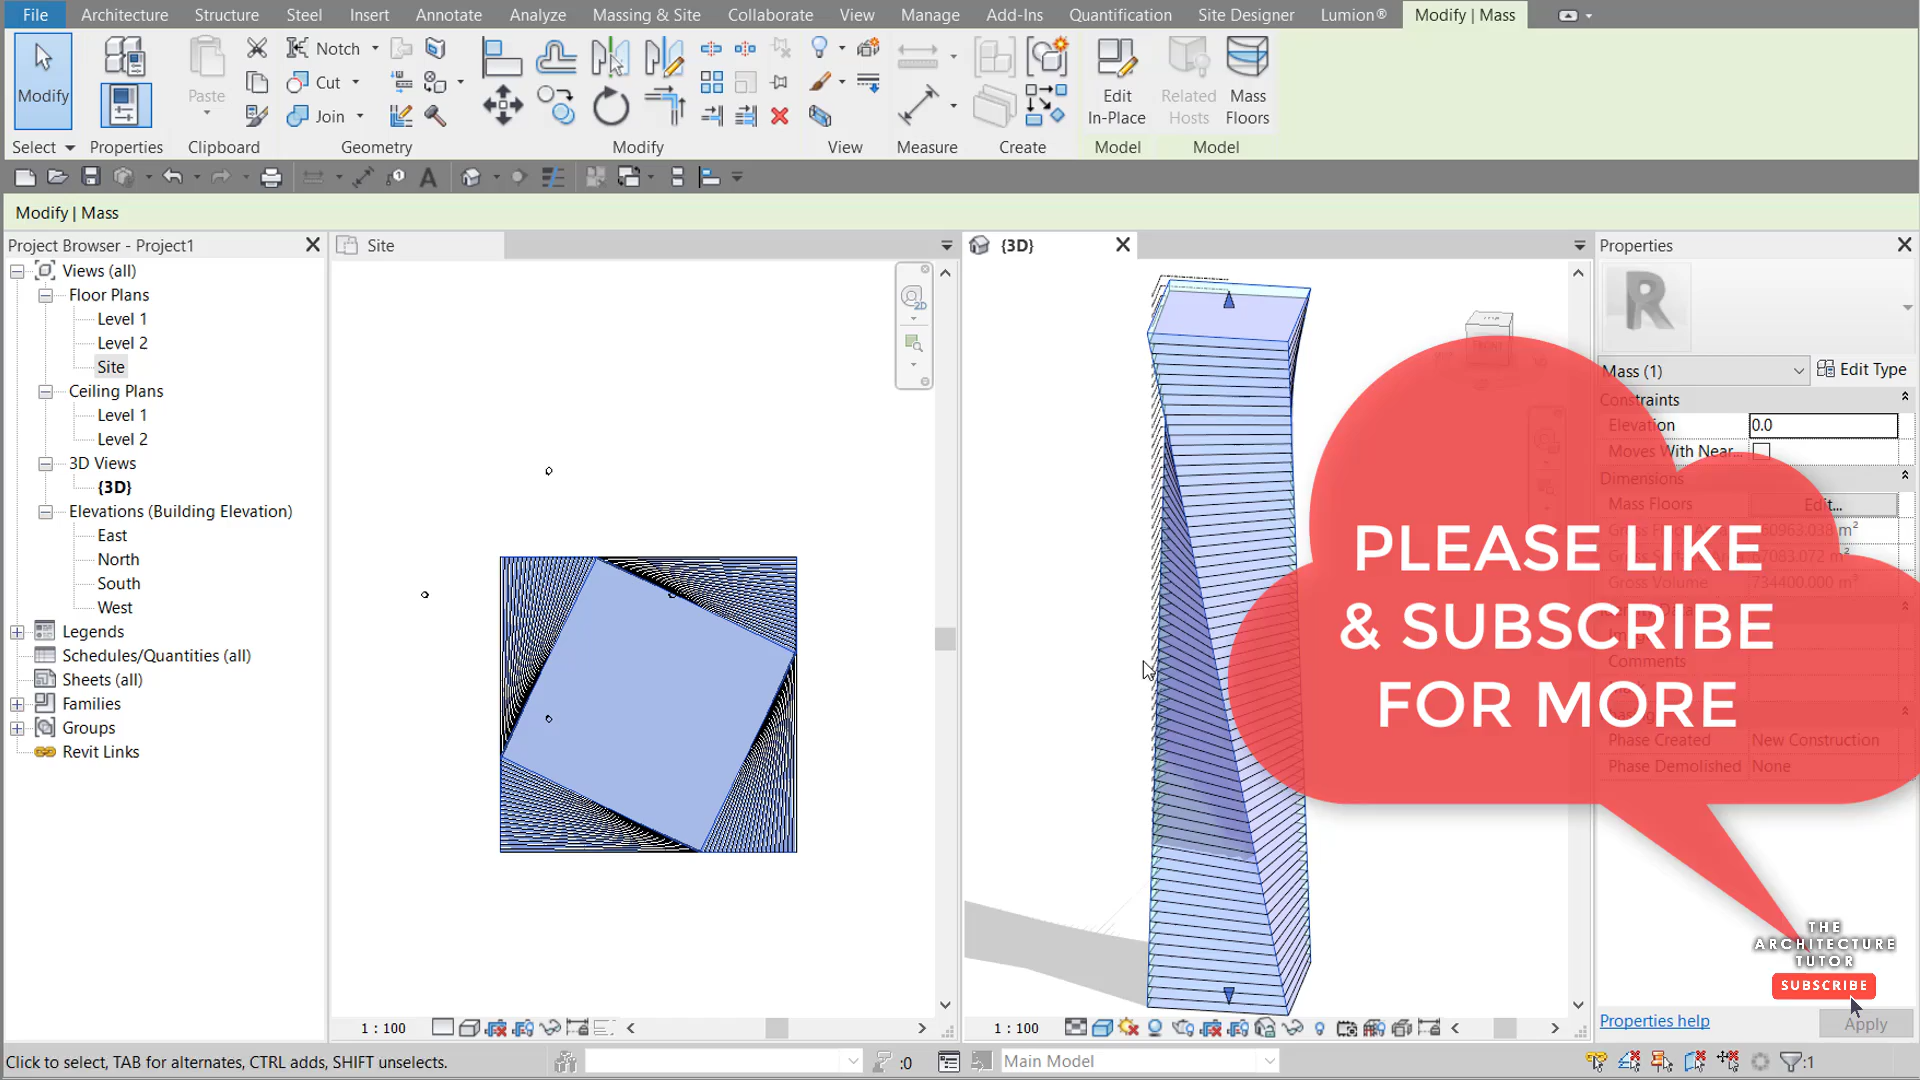 File Architecture Structure Steel Insert Annotate Analyze Massing & Site Collaborate View Manage Add-Ins Quantification Site Designer Lumion® Modify | Mass
Modify
Paste
Notch
Cut
Join
Edit In-Place
Related Hosts
Mass Floors
Select Properties Clipboard Geometry Modify View Measure Create Model Model
Modify | Mass
Project Browser - Project1
Views (all)
Floor Plans
Level 1
Level 2
Site
Ceiling Plans
Level 1
Level 2
3D Views
{3D}
Elevations (Building Elevation)
East
North
South
West
Legends
Schedules/Quantities (all)
Sheets (all)
Families
Groups
Revit Links
Site
2D
1 : 100
{3D}
1 : 100
Properties
R
Mass (1)
Edit Type
Constraints
Elevation 0.0
Moves With Near...
Dimensions
Mass Floors Edit...
734400.000 m²
Comments
Phase Created New Construction
Phase Demolished None
PLEASE LIKE
& SUBSCRIBE
FOR MORE
THE
ARCHITECTURE
TUTOR
SUBSCRIBE
Properties help
Apply
Click to select, TAB for alternates, CTRL adds, SHIFT unselects.
:0
Main Model
:1